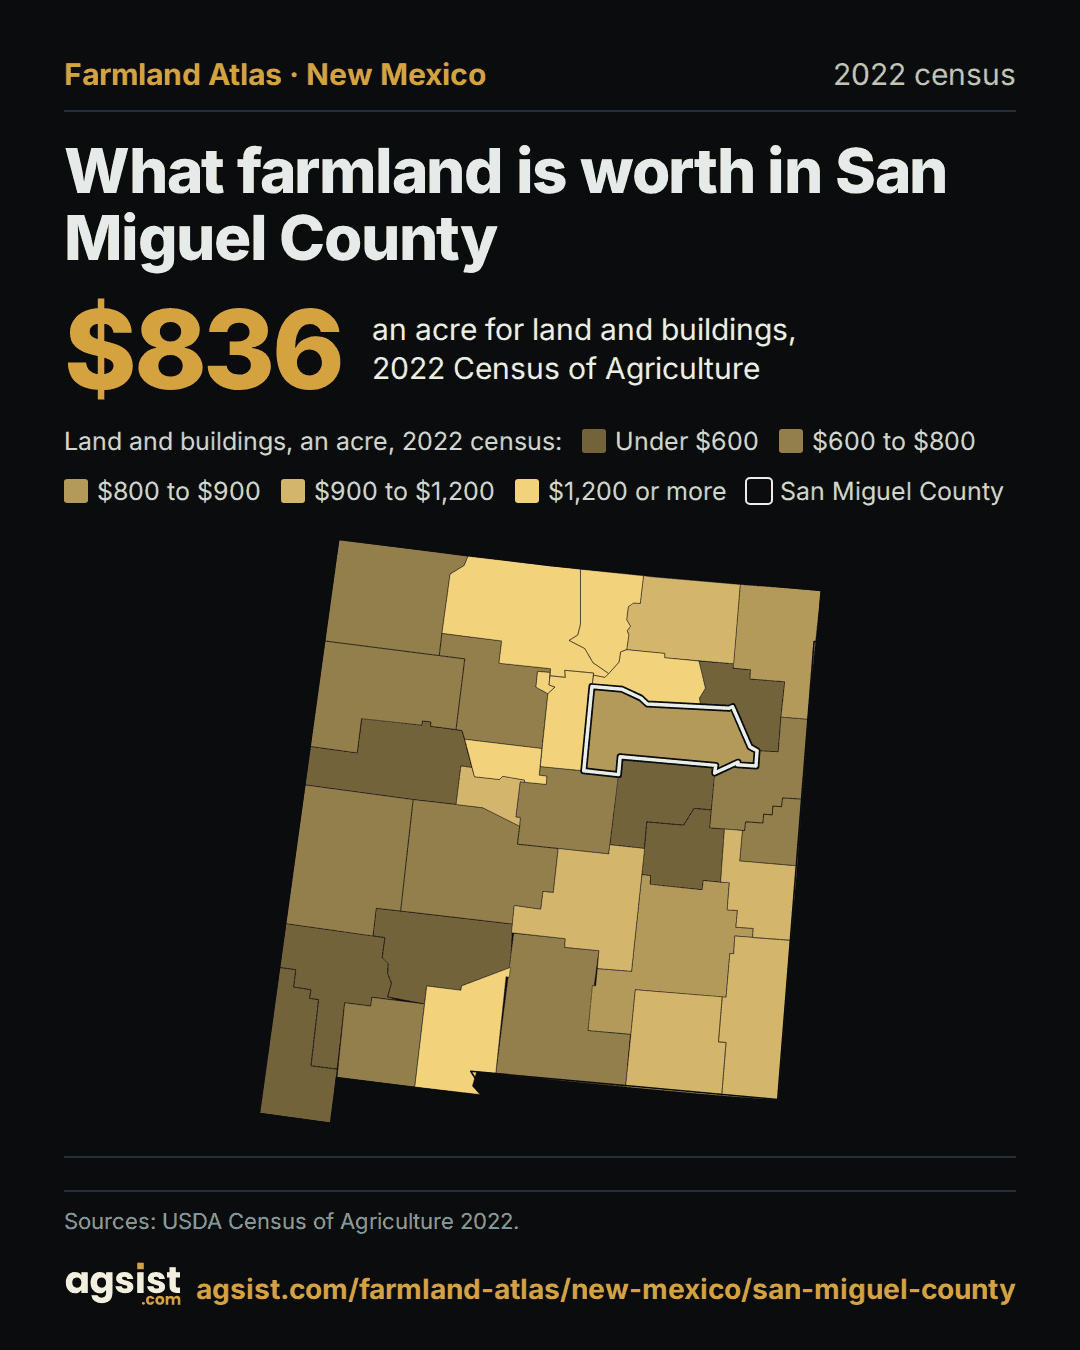 Farmland Atlas · New Mexico
2022 census
What farmland is worth in San
Miguel County
$836
an acre for land and buildings,
2022 Census of Agriculture
Land and buildings, an acre, 2022 census: Under $600 $600 to $800
$800 to $900 $900 to $1,200 $1,200 or more San Miguel County
Sources: USDA Census of Agriculture 2022.
agsist
.com
agsist.com/farmland-atlas/new-mexico/san-miguel-county